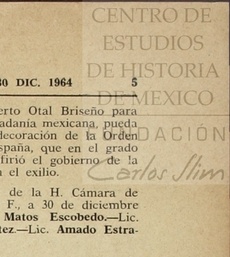 CENTRO DE
ESTUDIOS
DE HISTORIA
DE MEXICO
FUNDACIÓN
Carlos Slim
30 DIC. 1964 5
erto Otal Briseño para
adanía mexicana, pueda
decoración de la Orden
spaña, que en el grado
firió el gobierno de la
n el exilio.
de la H. Cámara de
F., a 30 de diciembre
Matos Escobedo.—Lic.
tez.—Lic. Amado Estra-